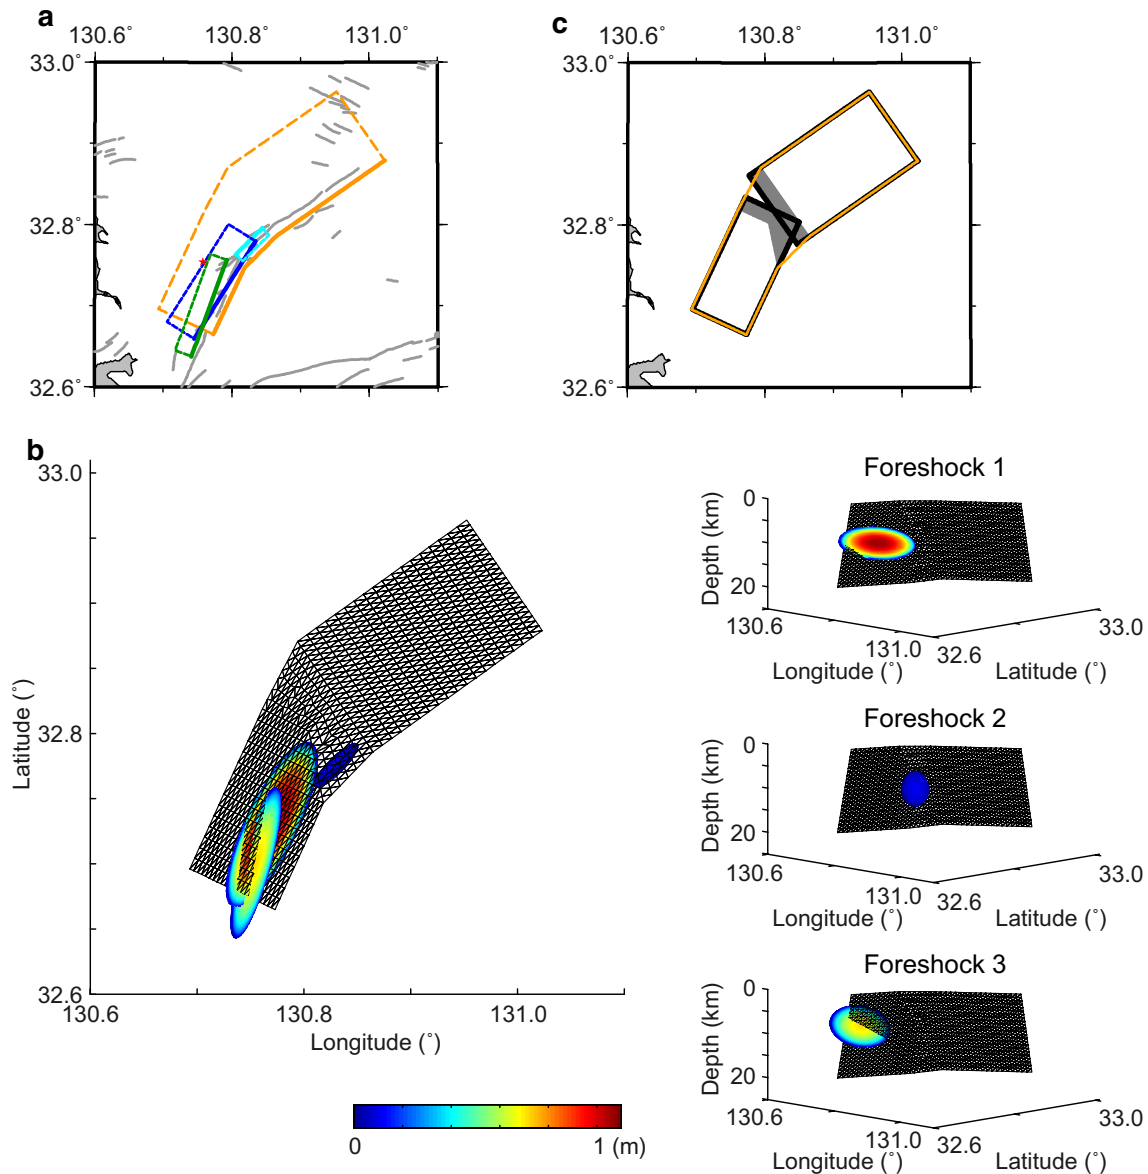 a
130.6° 130.8° 131.0°
33.0°
32.8°
32.6°
c
130.6° 130.8° 131.0°
33.0°
32.8°
32.6°
b
33.0
32.8
32.6
Latitude (°)
130.6 130.8 131.0
Longitude (°)
0 1 (m)
Foreshock 1
0
20
Depth (km)
130.6
131.0
32.6
33.0
Longitude (°) Latitude (°)
Foreshock 2
0
20
Depth (km)
130.6
131.0
32.6
33.0
Longitude (°) Latitude (°)
Foreshock 3
0
20
Depth (km)
130.6
131.0
32.6
33.0
Longitude (°) Latitude (°)